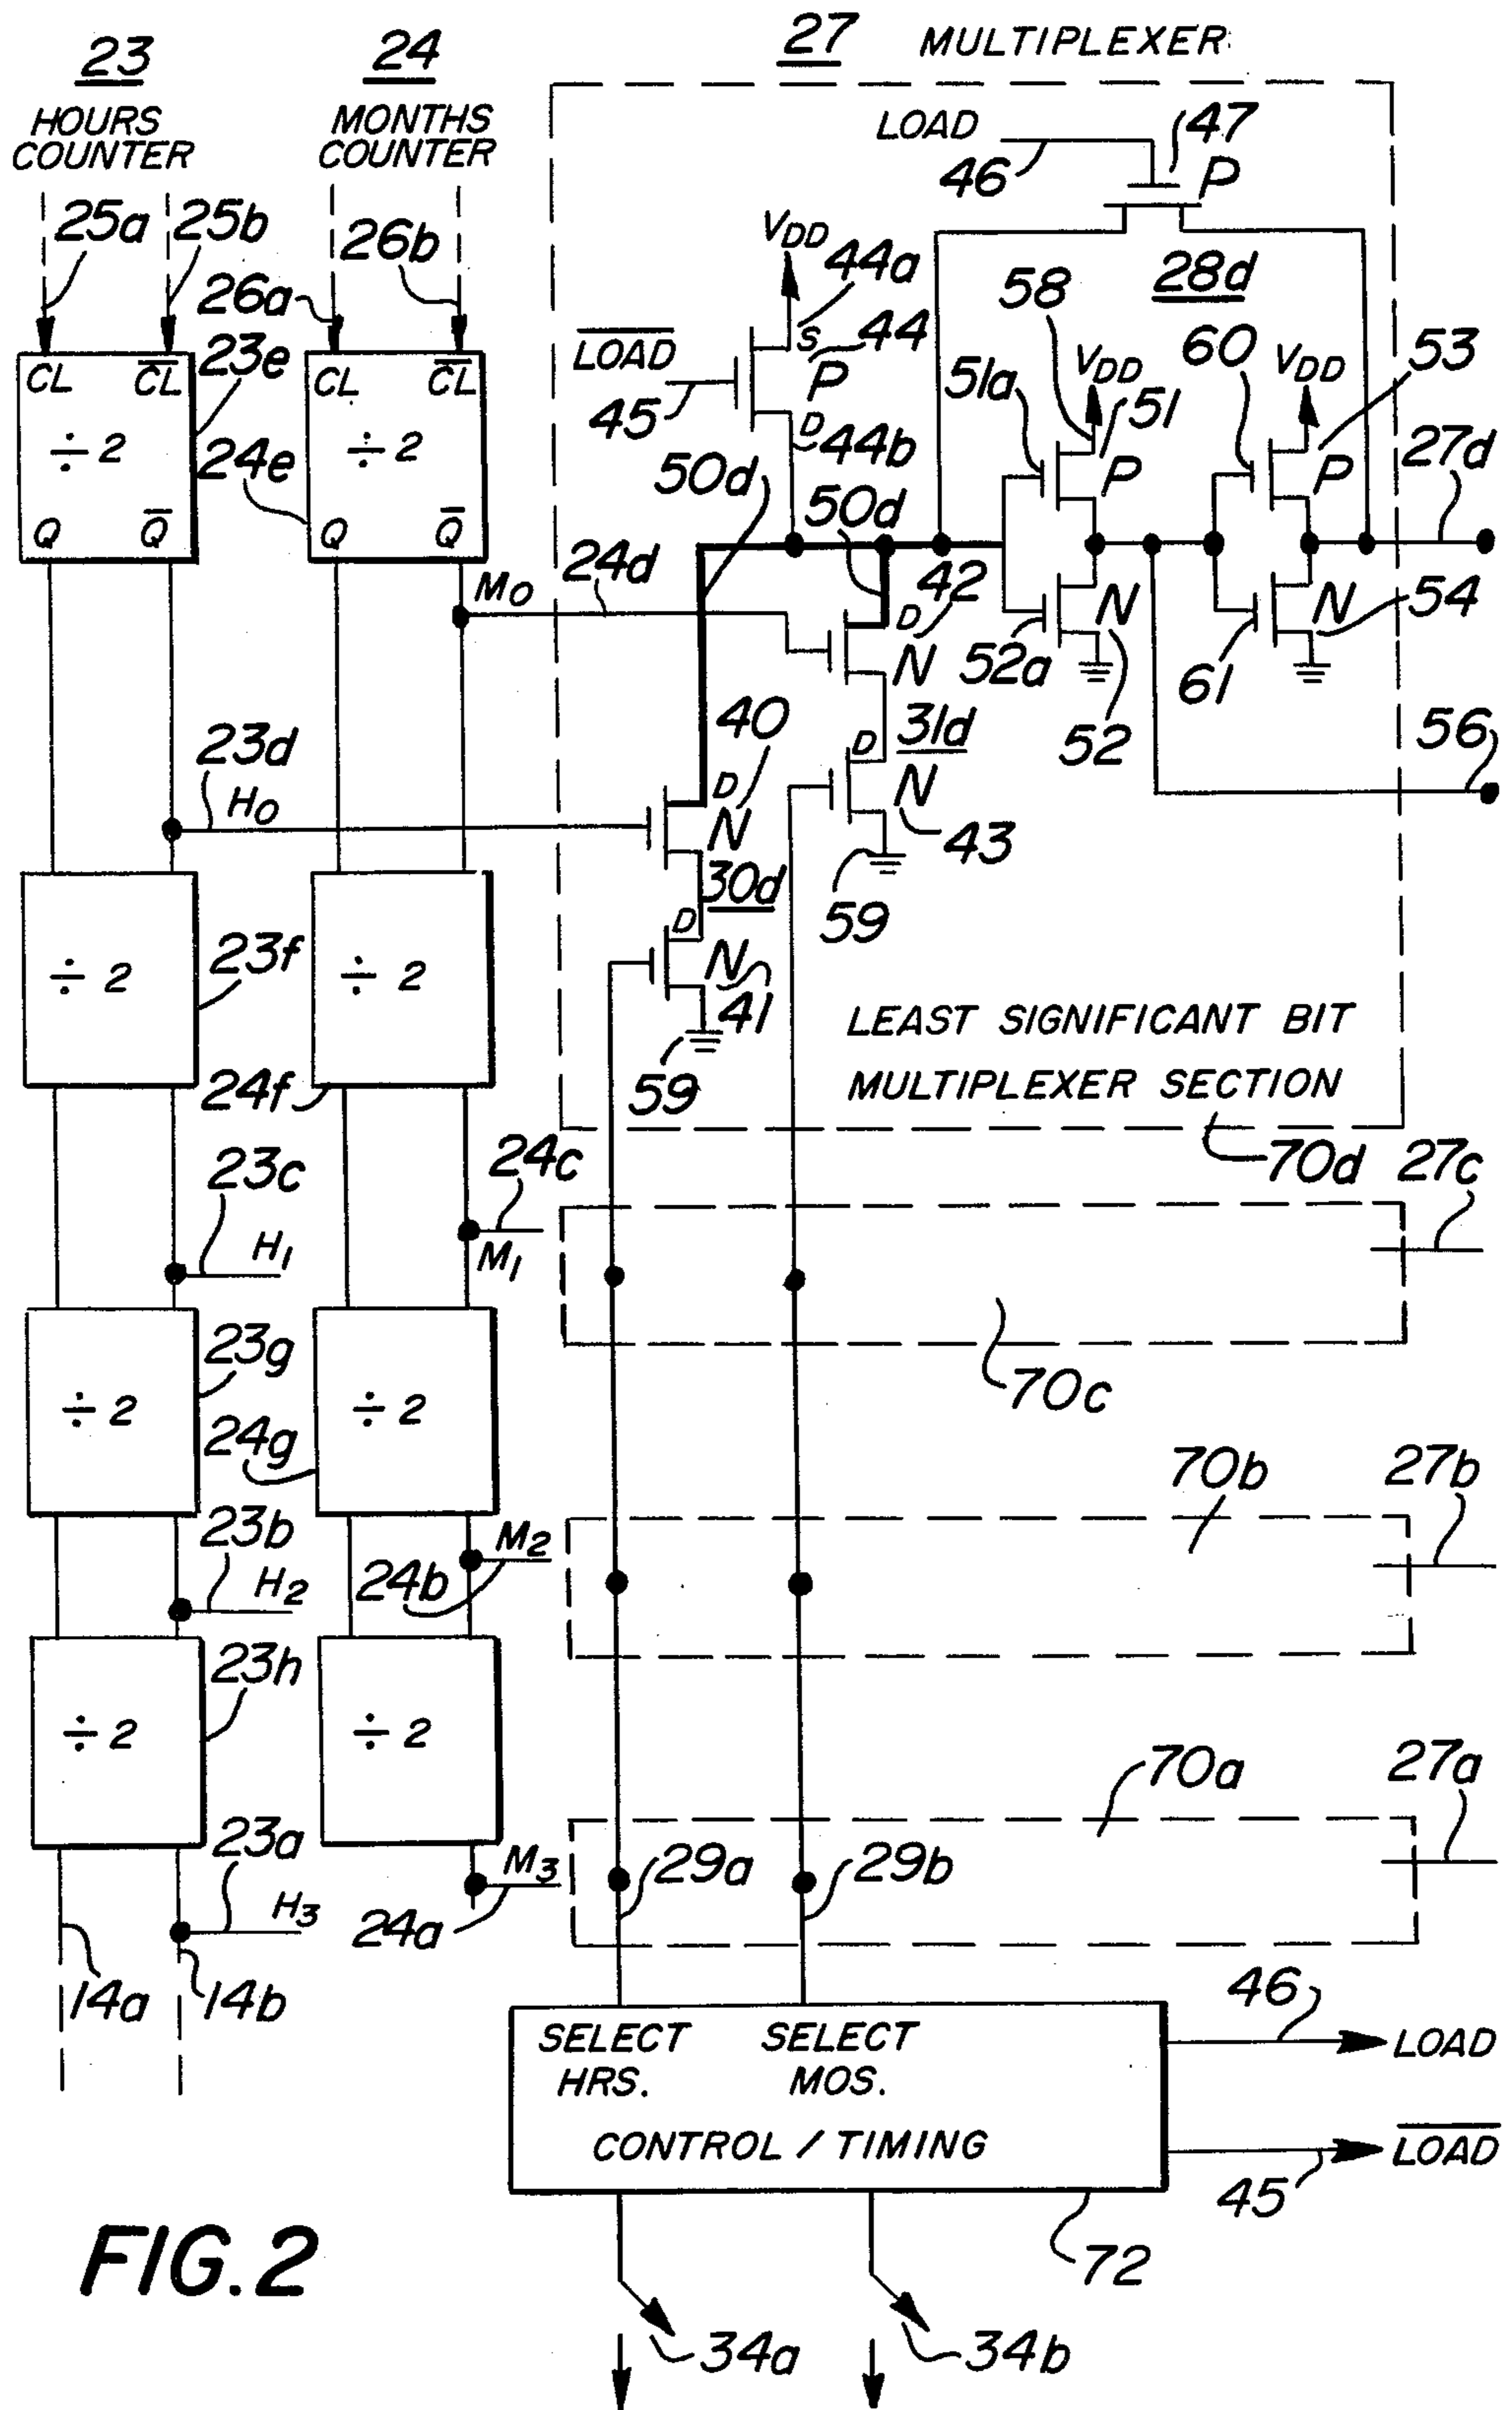 23
HOURS
COUNTER
25a
25b
24
MONTHS
COUNTER
26a
26b
27 MULTIPLEXER
LOAD
46
47
P
28d
VDD
44a
S
44
P
D
44b
LOAD
45
50d
50d
58
51a
VDD
51
P
60
VDD
53
P
27d
52a
N
52
61
N
54
56
CL CL
÷ 2
Q Q
23e
CL CL
÷ 2
Q Q
24e
M0
24d
D
42
N
31d
D
N
43
59
23d
H0
D
40
N
30d
D
N
41
59
÷ 2
23f
÷ 2
24f
LEAST SIGNIFICANT BIT
MULTIPLEXER SECTION
70d
23c
H1
24c
M1
27c
70c
÷ 2
23g
÷ 2
24g
23b
H2
M2
24b
70b
27b
÷ 2
23h
÷ 2
70a
27a
23a
H3
M3
24a
29a
29b
14a
14b
SELECT
HRS.
SELECT
MOS.
CONTROL / TIMING
46
LOAD
LOAD
45
72
34a
34b
FIG. 2